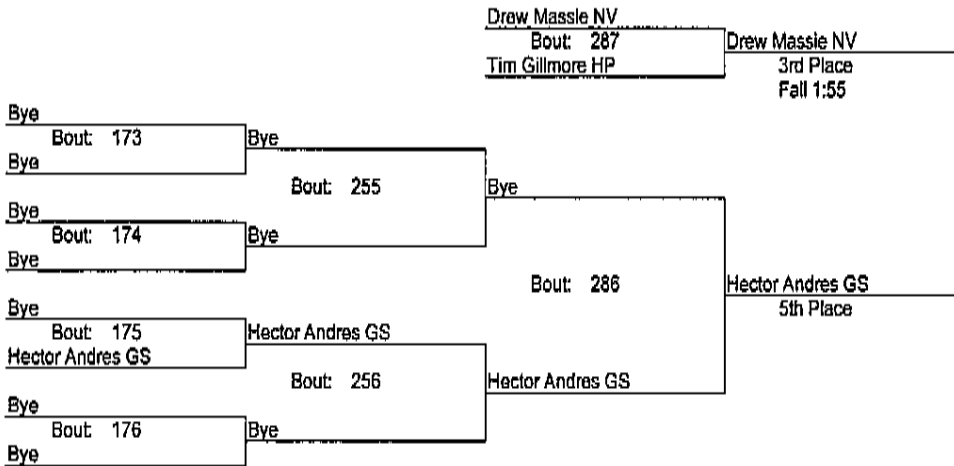 Drew Massie NV
Bout: 287
Drew Massie NV
Tim Gillmore HP
3rd Place
Fall 1:55
Bye
Bout: 173
Bye
Bye
Bout: 255
Bye
Bye
Bout: 174
Bye
Bye
Bout: 286
Hector Andres GS
5th Place
Bye
Bout: 175
Hector Andres GS
Hector Andres GS
Bout: 256
Hector Andres GS
Bye
Bout: 176
Bye
Bye